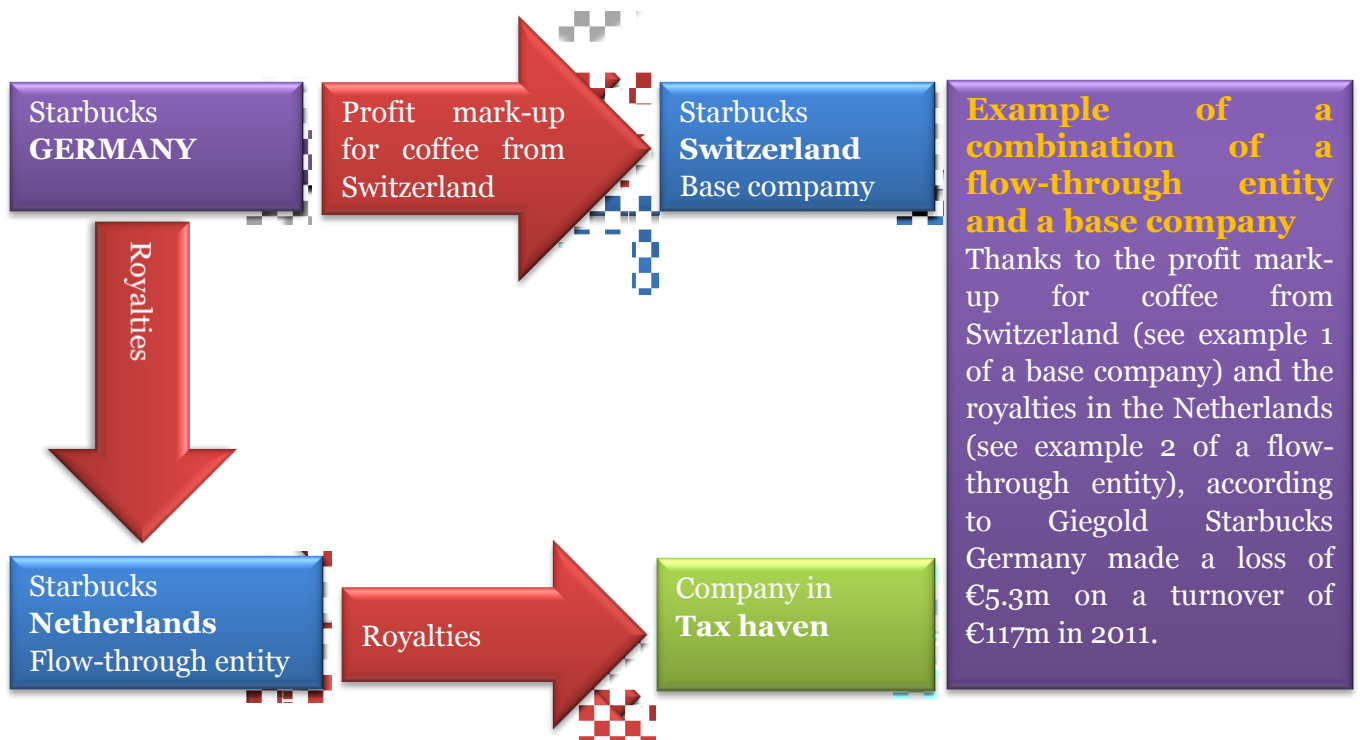 Starbucks
GERMANY
Profit mark-up
for coffee from
Switzerland
Starbucks
Switzerland
Base compamy
Example of a
combination of a
flow-through entity
and a base company
Thanks to the profit mark-
up for coffee from
Switzerland (see example 1
of a base company) and the
royalties in the Netherlands
(see example 2 of a flow-
through entity), according
to Giegold Starbucks
Germany made a loss of
€5.3m on a turnover of
€117m in 2011.
Royalties
Starbucks
Netherlands
Flow-through entity
Royalties
Company in
Tax haven